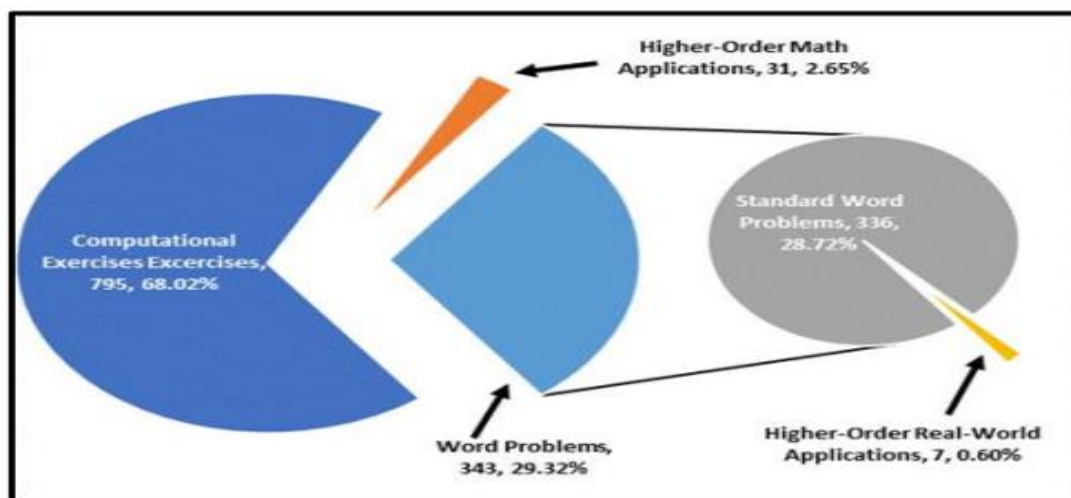 Higher-Order Math
Applications, 31, 2.65%
Standard Word
Problems, 336,
28.72%
Computational
Exercises Excercises,
795, 68.02%
Word Problems,
343, 29.32%
Higher-Order Real-World
Applications, 7, 0.60%